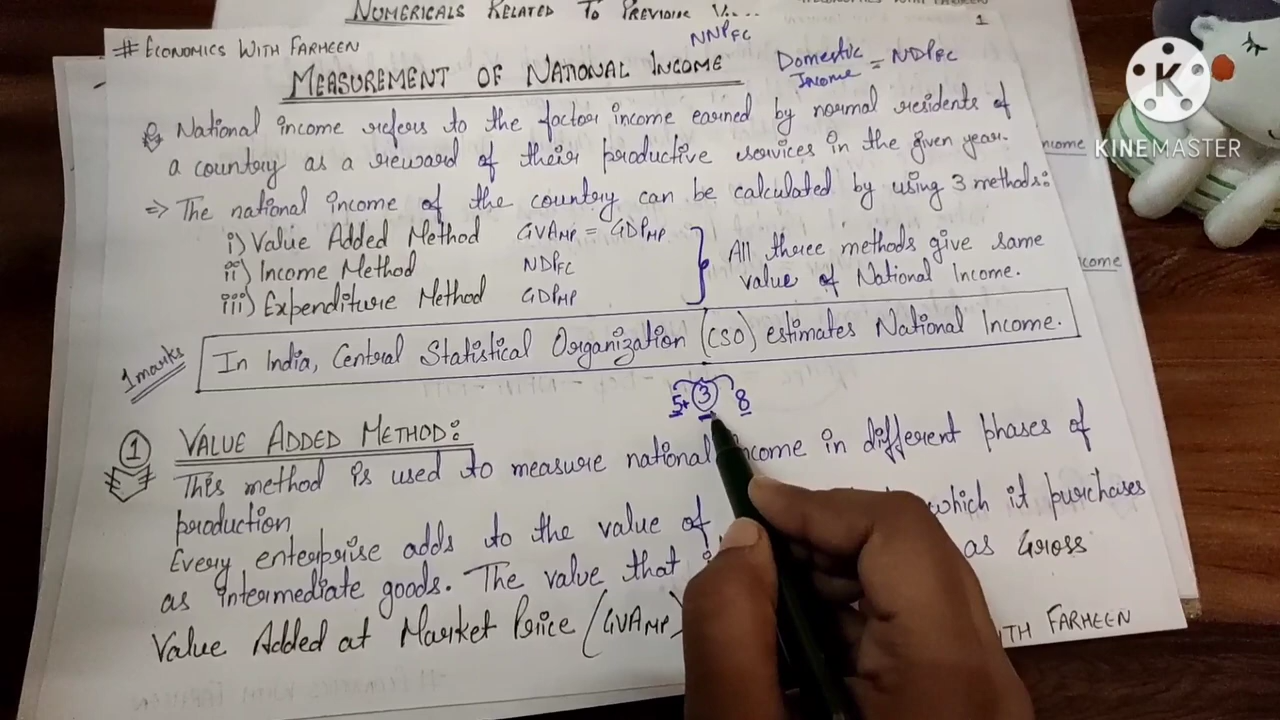 NUMERICALS RELATED TO PREVIOUS
1
# ECONOMICS WITH FARHEEN
NNPFC
MEASUREMENT OF NATIONAL INCOME
Domestic Income = NDPFC
KINEMASTER
National income refers to the factor income earned by normal residents of
a country as a reward of their productive services in the given year.
⇒ The national income of the country can be calculated by using 3 methods:
i) Value Added Method GVAMP = GDPMP
ii) Income Method NDPFC
iii) Expenditure Method GDPMP
All three methods give same
value of National Income.
ncome
come
1 marks
In India, Central Statistical Organization (CSO) estimates National Income.
5+ 3 8
1 VALUE ADDED METHOD:
This method is used to measure national income in different phases of
production
Every enterprise adds to the value of which it purchases
as intermediate goods. The value that as Gross
Value Added at Market Price (GVAMP)
ITH FARHEEN